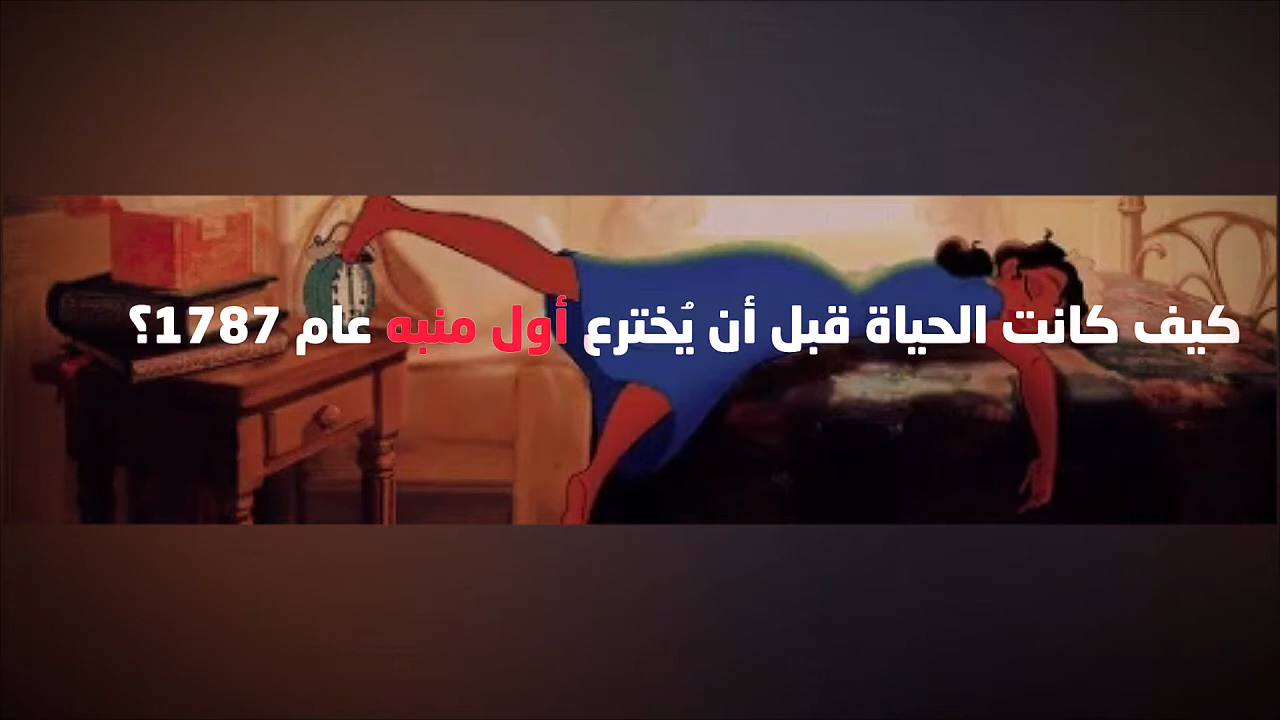 كيف كانت الحياة قبل أن يُخترع أول منبه عام 1787؟